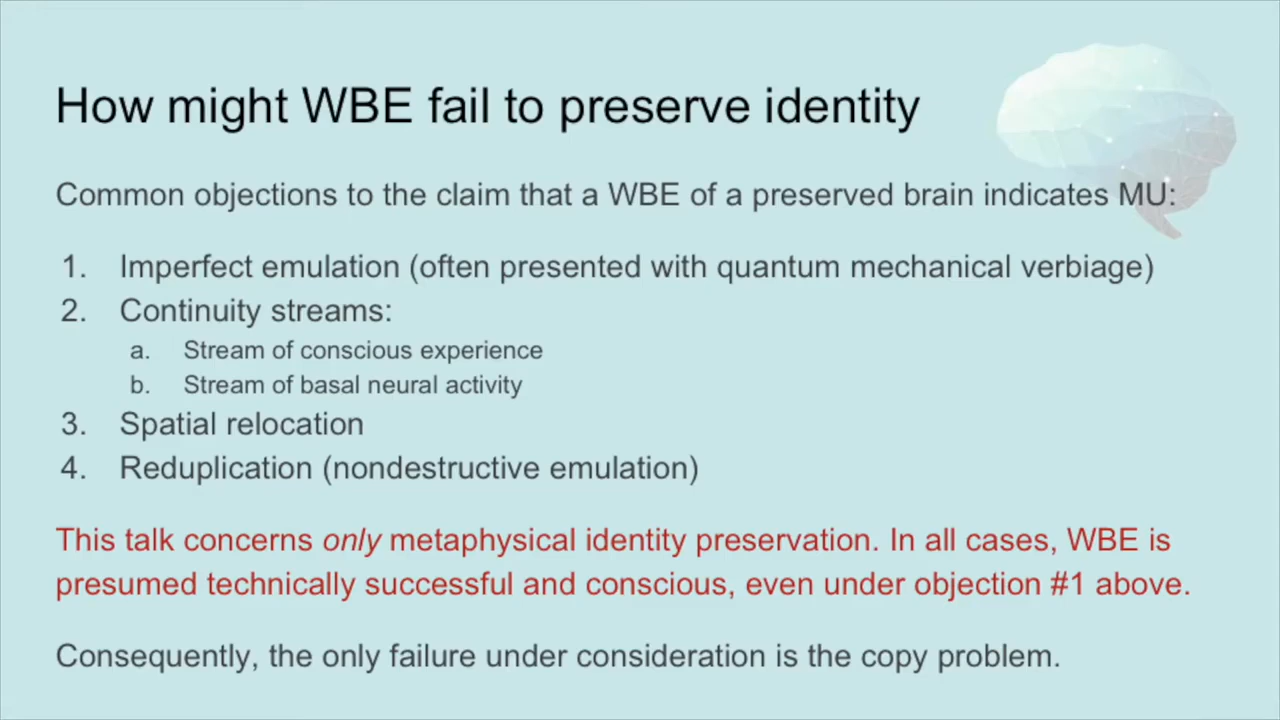 How might WBE fail to preserve identity
Common objections to the claim that a WBE of a preserved brain indicates MU:
1. Imperfect emulation (often presented with quantum mechanical verbiage)
2. Continuity streams:
a. Stream of conscious experience
b. Stream of basal neural activity
3. Spatial relocation
4. Reduplication (nondestructive emulation)
This talk concerns only metaphysical identity preservation. In all cases, WBE is
presumed technically successful and conscious, even under objection #1 above.
Consequently, the only failure under consideration is the copy problem.